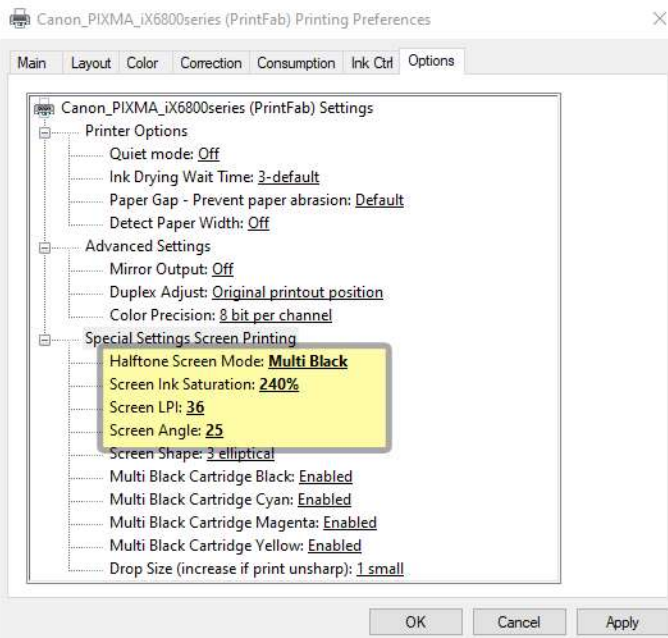 Canon_PIXMA_iX6800series (PrintFab) Printing Preferences
Main Layout Color Correction Consumption Ink Ctrl Options
Canon_PIXMA_iX6800series (PrintFab) Settings
Printer Options
Quiet mode: Off
Ink Drying Wait Time: 3-default
Paper Gap - Prevent paper abrasion: Default
Detect Paper Width: Off
Advanced Settings
Mirror Output: Off
Duplex Adjust: Original printout position
Color Precision: 8 bit per channel
Special Settings Screen Printing
Halftone Screen Mode: Multi Black
Screen Ink Saturation: 240%
Screen LPI: 36
Screen Angle: 25
Screen Shape: 3 elliptical
Multi Black Cartridge Black: Enabled
Multi Black Cartridge Cyan: Enabled
Multi Black Cartridge Magenta: Enabled
Multi Black Cartridge Yellow: Enabled
Drop Size (increase if print unsharp): 1 small
OK Cancel Apply